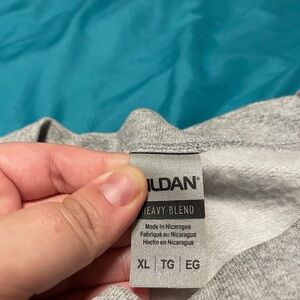 ILDAN®
HEAVY BLEND
Made in Nicaragua
Fabriqué au Nicaragua
Hecho en Nicaragua
XL | TG | EG